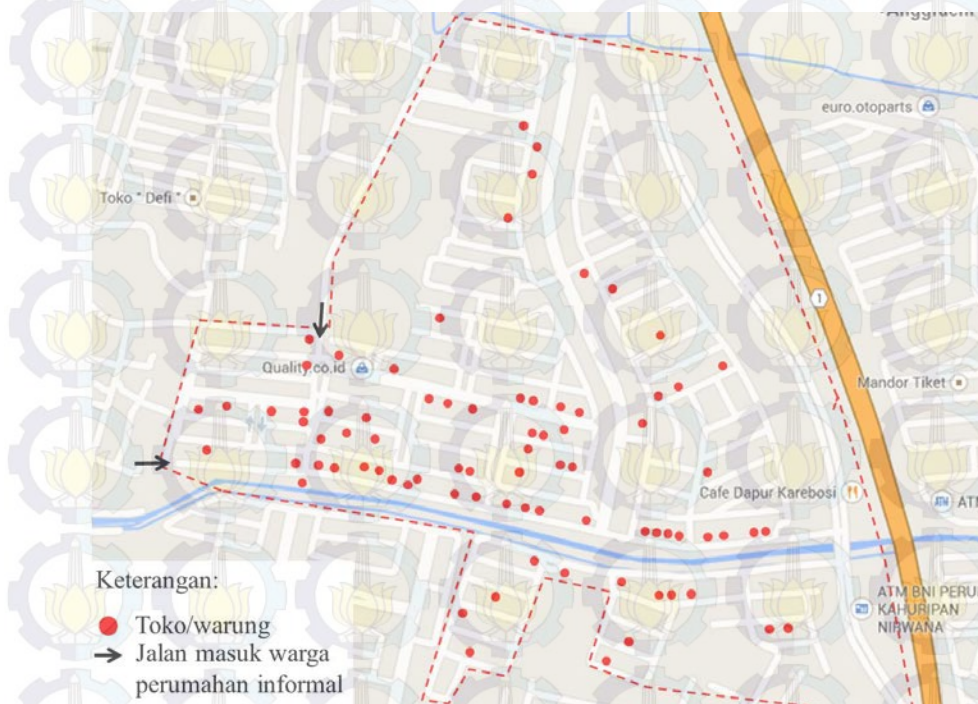 euro.otoparts
Toko " Defi "
1
Quality.co.id
Mandor Tiket
Cafe Dapur Karebosi
ATM
Keterangan:
Toko/warung
Jalan masuk warga
perumahan informal
ATM BNI PERU
KAHURIPAN
NIRWANA